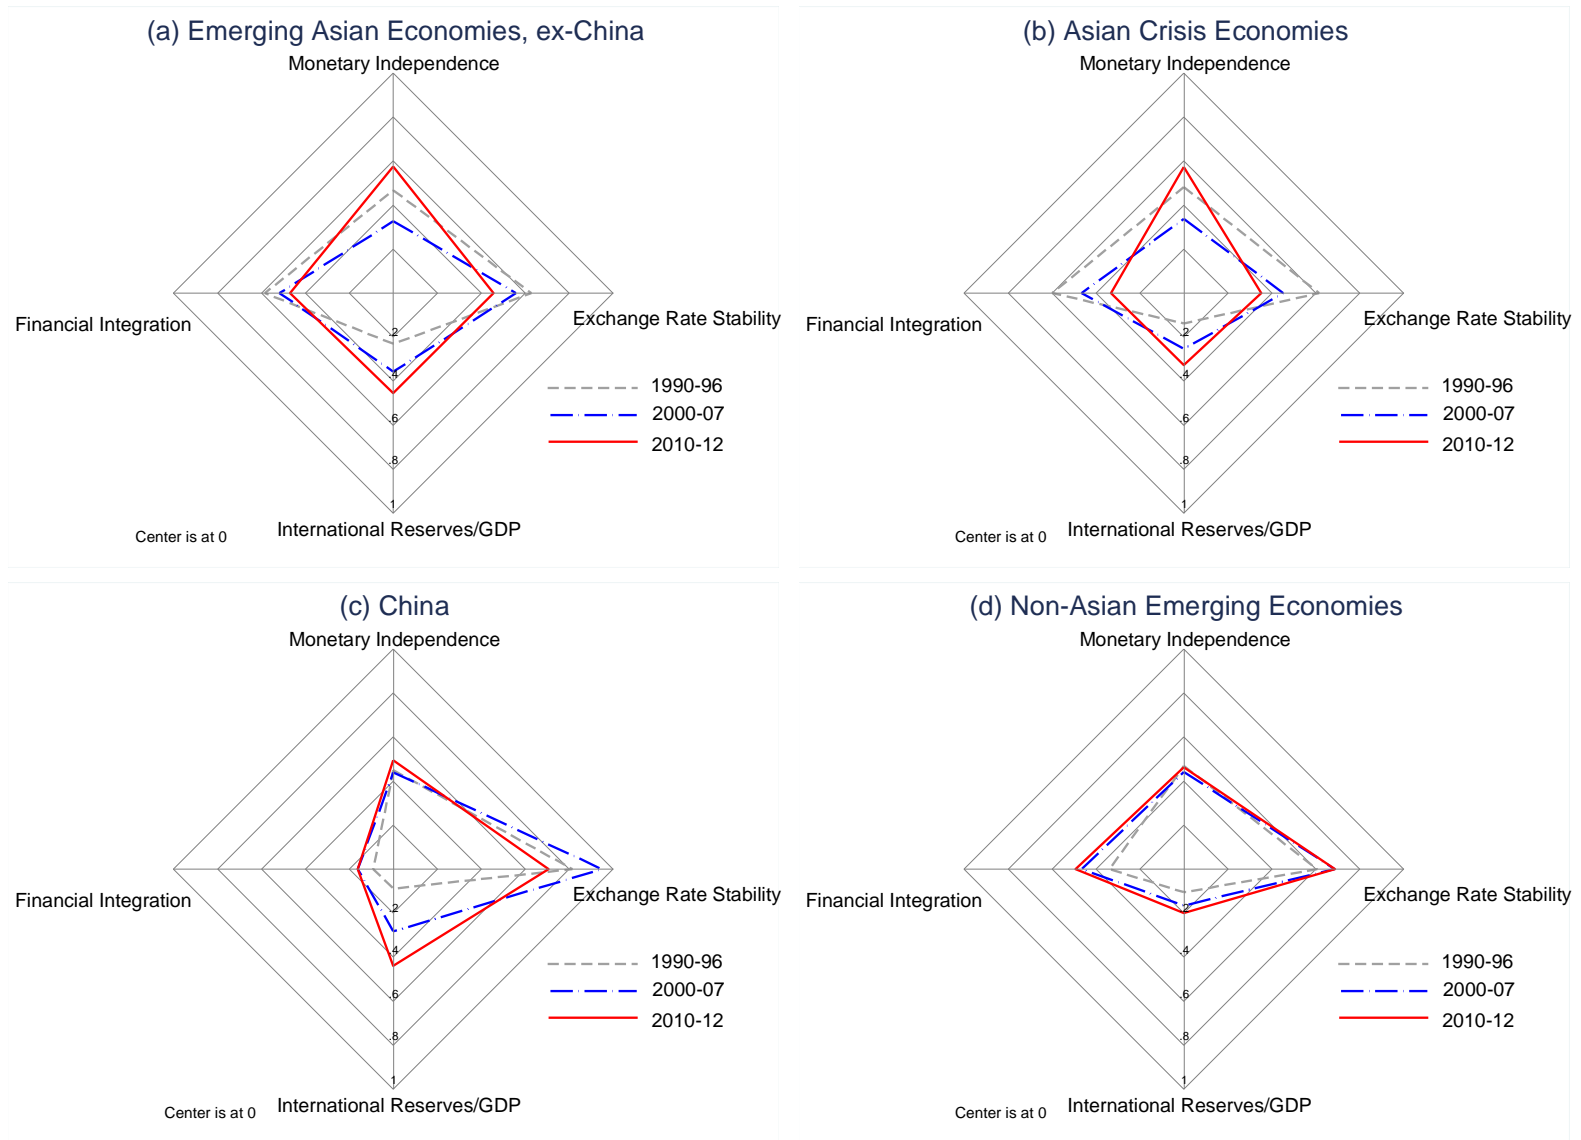 (a) Emerging Asian Economies, ex-China
Monetary Independence
Financial Integration
Exchange Rate Stability
.2
.4
.6
.8
1
1990-96
2000-07
2010-12
International Reserves/GDP
Center is at 0
(b) Asian Crisis Economies
Monetary Independence
Financial Integration
Exchange Rate Stability
.2
.4
.6
.8
1
1990-96
2000-07
2010-12
International Reserves/GDP
Center is at 0
(c) China
Monetary Independence
Financial Integration
Exchange Rate Stability
.2
.4
.6
.8
1
1990-96
2000-07
2010-12
International Reserves/GDP
Center is at 0
(d) Non-Asian Emerging Economies
Monetary Independence
Financial Integration
Exchange Rate Stability
.2
.4
.6
.8
1
1990-96
2000-07
2010-12
International Reserves/GDP
Center is at 0